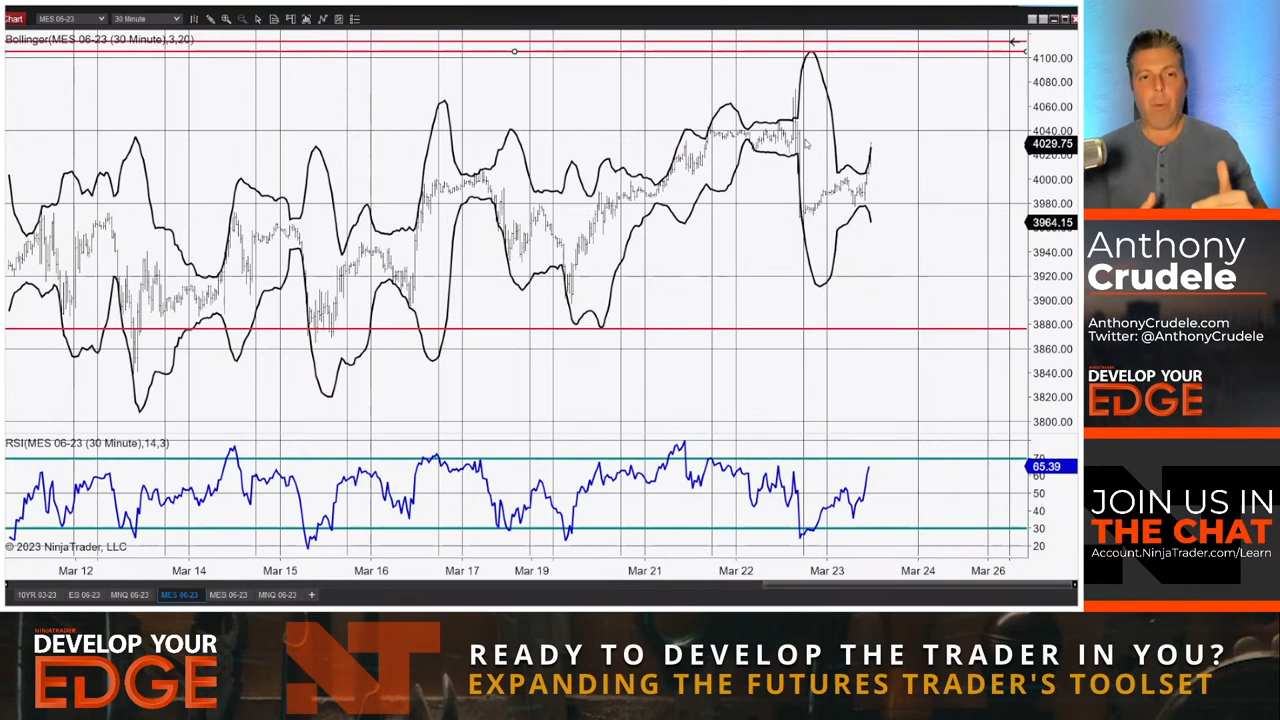 Chart
MES 06-23
30 Minute
Bollinger(MES 06-23 (30 Minute),3,20)
4100.00
4080.00
4060.00
4040.00
4029.75
4020.00
4000.00
3980.00
3964.15
3940.00
3920.00
3900.00
3880.00
3860.00
3840.00
3820.00
3800.00
RSI(MES 06-23 (30 Minute),14,3)
70
65.39
60
50
40
30
20
© 2023 NinjaTrader, LLC
Mar 12
Mar 14
Mar 15
Mar 16
Mar 17
Mar 19
Mar 21
Mar 22
Mar 23
Mar 24
Mar 26
10YR 03-23
ES 06-23
MNQ 06-23
MES 06-23
MES 06-23
MNQ 06-23
+
Anthony
Crudele
AnthonyCrudele.com
Twitter: @AnthonyCrudele
NINJATRADER
DEVELOP YOUR
EDGE
JOIN US IN
THE CHAT
Account.NinjaTrader.com/Learn
NINJATRADER
DEVELOP YOUR
EDGE
NT
READY TO DEVELOP THE TRADER IN YOU?
EXPANDING THE FUTURES TRADER'S TOOLSET